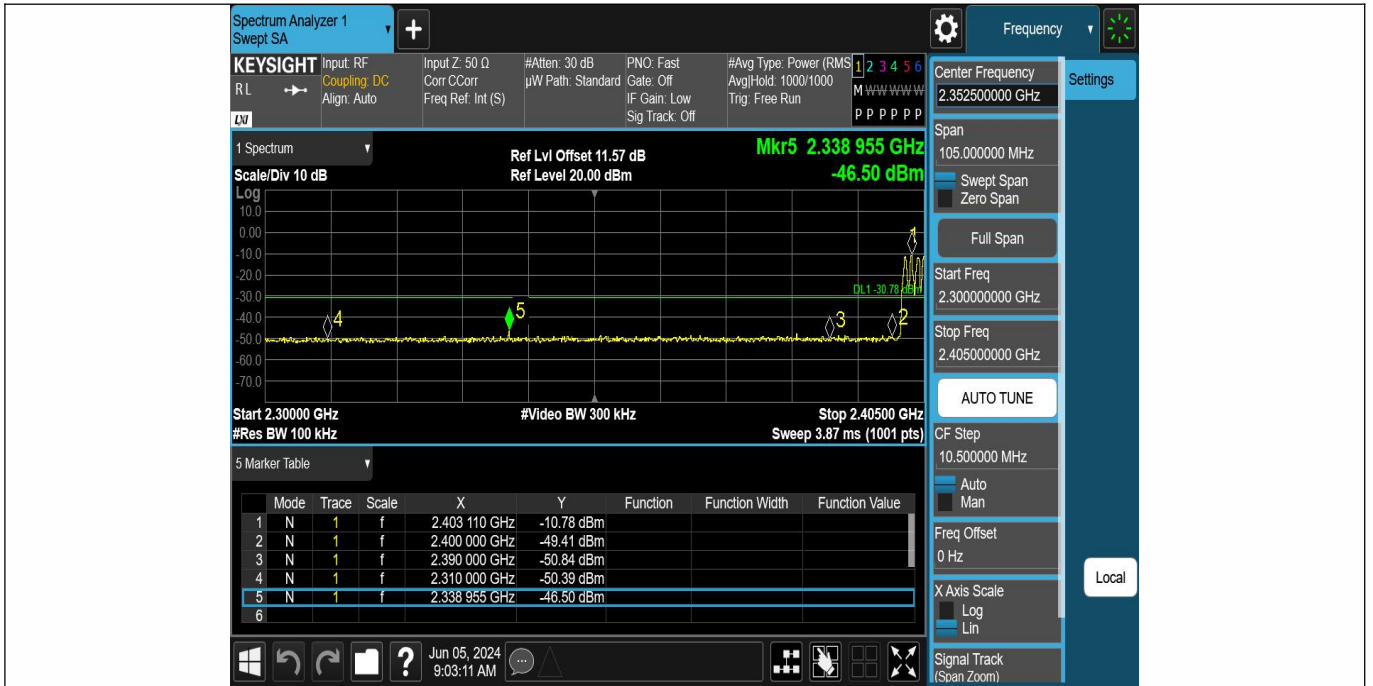 Spectrum Analyzer 1
Swept SA
+
Frequency
KEYSIGHT
RL
LXI
Input: RF
Coupling: DC
Align: Auto
Input Z: 50 Ω
Corr CCorr
Freq Ref: Int (S)
#Atten: 30 dB
µW Path: Standard
PNO: Fast
Gate: Off
IF Gain: Low
Sig Track: Off
#Avg Type: Power (RMS
Avg|Hold: 1000/1000
Trig: Free Run
1 2 3 4 5 6
M W W W W W
P P P P P P
1 Spectrum
Scale/Div 10 dB
Ref Lvl Offset 11.57 dB
Ref Level 20.00 dBm
Mkr5 2.338 955 GHz
-46.50 dBm
Log
10.0
0.00
-10.0
-20.0
-30.0
-40.0
-50.0
-60.0
-70.0
1
DL1 -30.78 dBm
4
5
3
2
Start 2.30000 GHz
#Video BW 300 kHz
Stop 2.40500 GHz
#Res BW 100 kHz
Sweep 3.87 ms (1001 pts)
5 Marker Table
Mode Trace Scale X Y Function Function Width Function Value
1 N 1 f 2.403 110 GHz -10.78 dBm
2 N 1 f 2.400 000 GHz -49.41 dBm
3 N 1 f 2.390 000 GHz -50.84 dBm
4 N 1 f 2.310 000 GHz -50.39 dBm
5 N 1 f 2.338 955 GHz -46.50 dBm
6
Center Frequency
2.352500000 GHz
Settings
Span
105.000000 MHz
Swept Span
Zero Span
Full Span
Start Freq
2.300000000 GHz
Stop Freq
2.405000000 GHz
AUTO TUNE
CF Step
10.500000 MHz
Auto
Man
Freq Offset
0 Hz
X Axis Scale
Log
Lin
Signal Track
(Span Zoom)
Local
?
Jun 05, 2024
9:03:11 AM